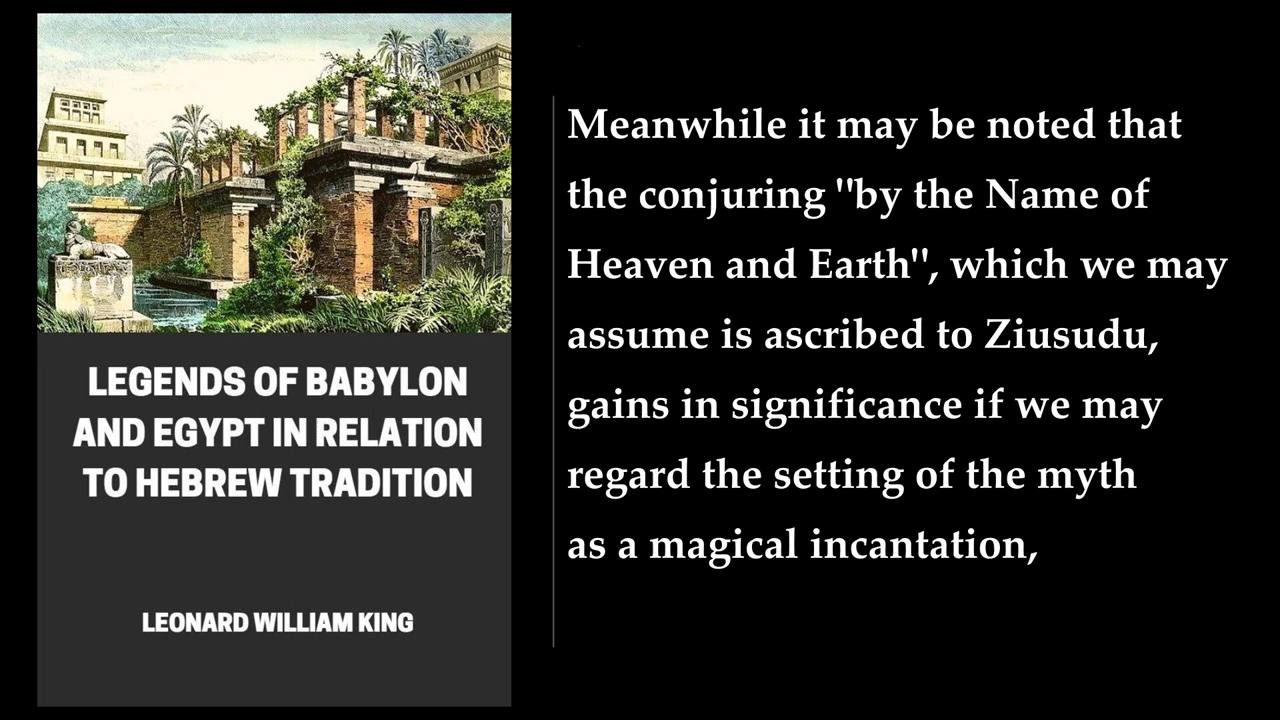 LEGENDS OF BABYLON
AND EGYPT IN RELATION
TO HEBREW TRADITION
LEONARD WILLIAM KING
Meanwhile it may be noted that
the conjuring "by the Name of
Heaven and Earth", which we may
assume is ascribed to Ziusudu,
gains in significance if we may
regard the setting of the myth
as a magical incantation,